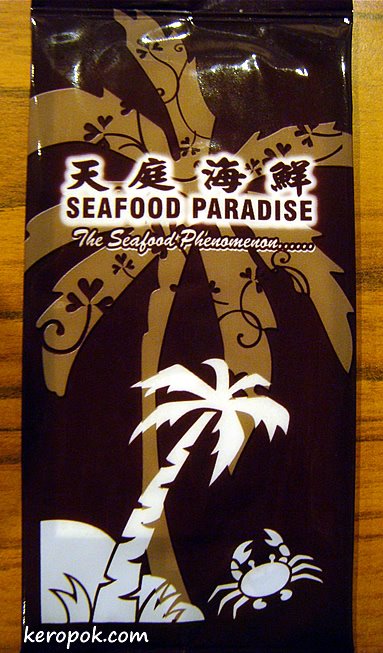 天庭海鮮
SEAFOOD PARADISE
The Seafood Phenomenon......
keropok.com